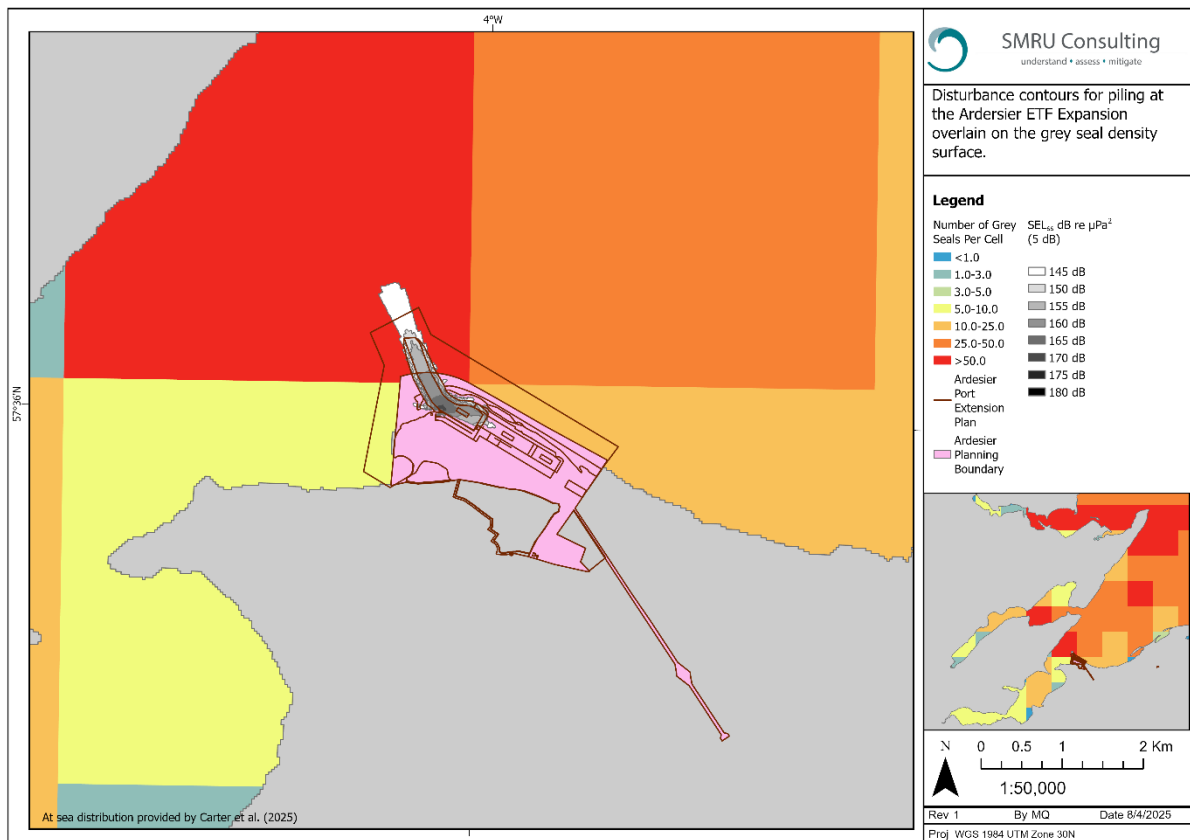 4°W
57°36'N
At sea distribution provided by Carter et al. (2025)
SMRU Consulting
understand • assess • mitigate
Disturbance contours for piling at
the Ardersier ETF Expansion
overlain on the grey seal density
surface.
Legend
Number of Grey
Seals Per Cell
<1.0
1.0-3.0
3.0-5.0
5.0-10.0
10.0-25.0
25.0-50.0
>50.0
Ardesier
Port
Extension
Plan
Ardesier
Planning
Boundary
SELss dB re µPa²
(5 dB)
145 dB
150 dB
155 dB
160 dB
165 dB
170 dB
175 dB
180 dB
N
0 0.5 1 2 Km
1:50,000
Rev 1 By MQ Date 8/4/2025
Proj WGS 1984 UTM Zone 30N